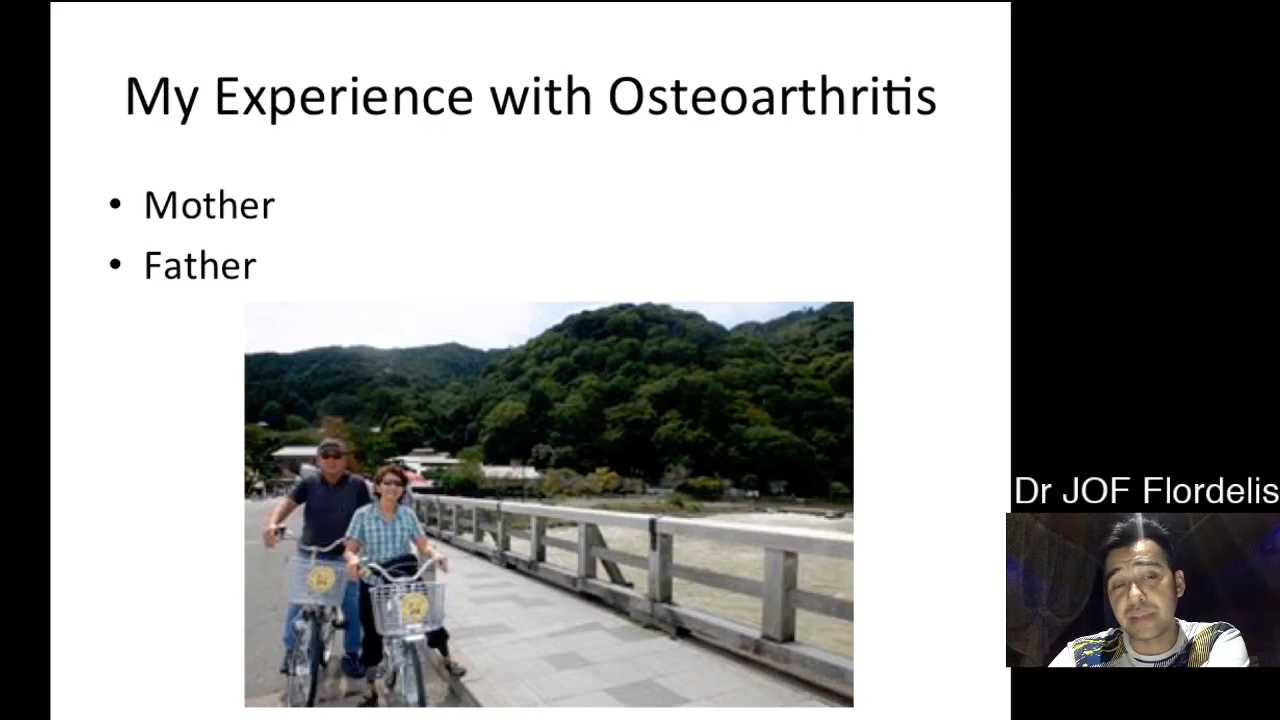 My Experience with Osteoarthritis
• Mother
• Father
Dr JOF Flordelis